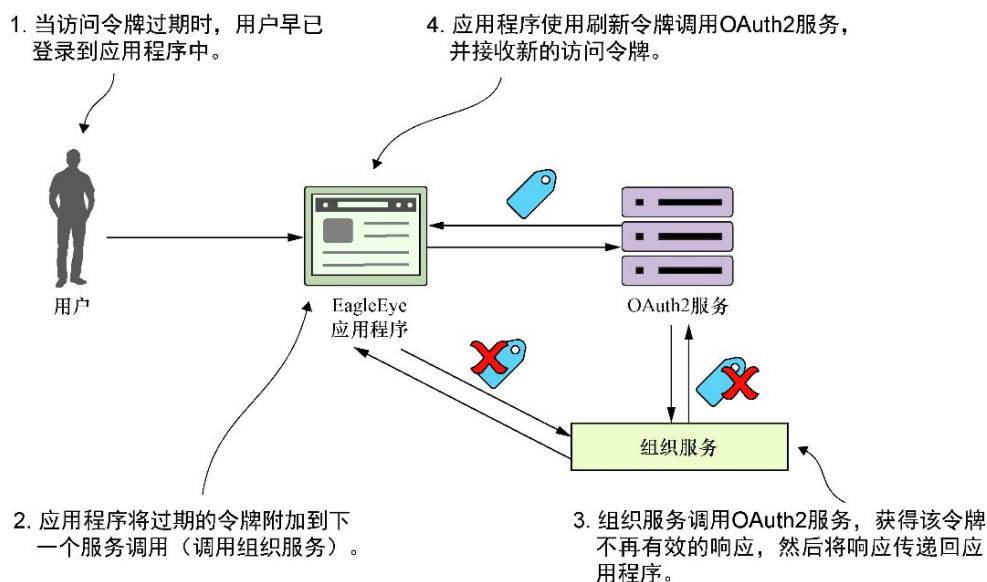 1. 当访问令牌过期时，用户早已
登录到应用程序中。
4. 应用程序使用刷新令牌调用OAuth2服务，
并接收新的访问令牌。
用户
EagleEye
应用程序
OAuth2服务
组织服务
2. 应用程序将过期的令牌附加到下
一个服务调用（调用组织服务）。
3. 组织服务调用OAuth2服务，获得该令牌
不再有效的响应，然后将响应传递回应
用程序。